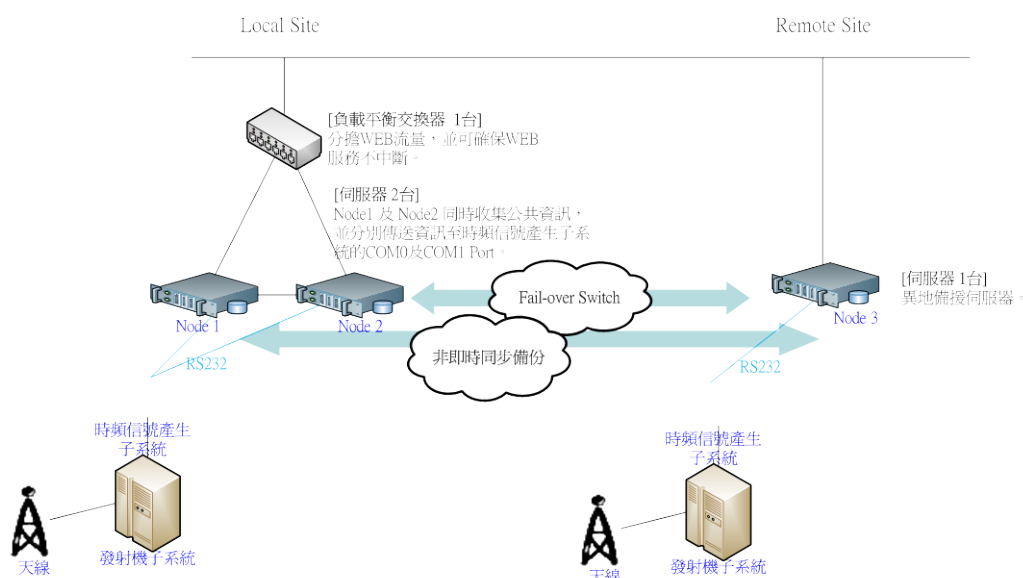 Local Site
Remote Site
[負載平衡交換器 1台]
分擔WEB流量，並可確保WEB
服務不中斷。
[伺服器 2台]
Node1 及 Node2 同時收集公共資訊，
並分別傳送資訊至時頻信號產生子系
統的COM0及COM1 Port。
Node 1
Node 2
Fail-over Switch
[伺服器 1台]
異地備援伺服器。
Node 3
非即時同步備份
RS232
RS232
時頻信號產生
子系統
發射機子系統
天線
時頻信號產生
子系統
發射機子系統
天線